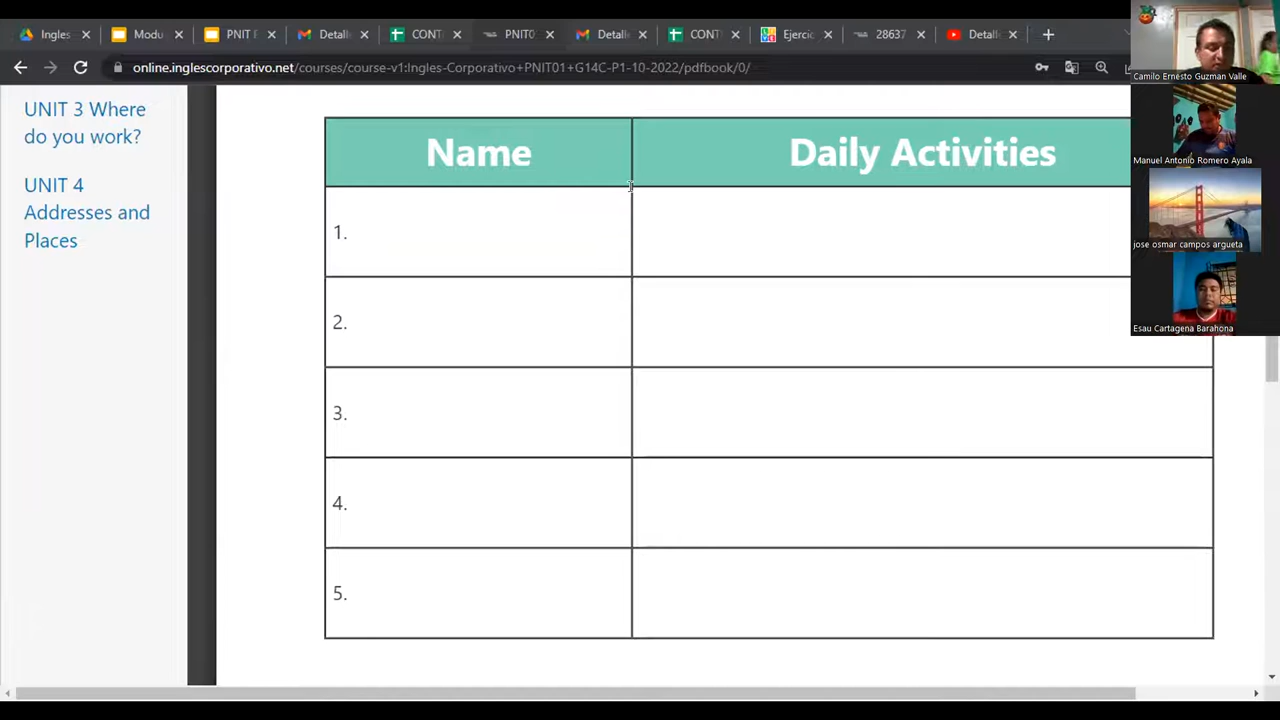 Ingles
Modu
PNIT E
Detalle
CONT
PNIT0
Detalle
CONT
Ejercic
28637
Detalle
online.inglescorporativo.net/courses/course-v1:Ingles-Corporativo+PNIT01+G14C-P1-10-2022/pdfbook/0/
UNIT 3 Where
do you work?
UNIT 4
Addresses and
Places
Name
Daily Activities
1.
2.
3.
4.
5.
Camilo Ernesto Guzman Valle
Manuel Antonio Romero Ayala
jose osmar campos argueta
Esau Cartagena Barahona